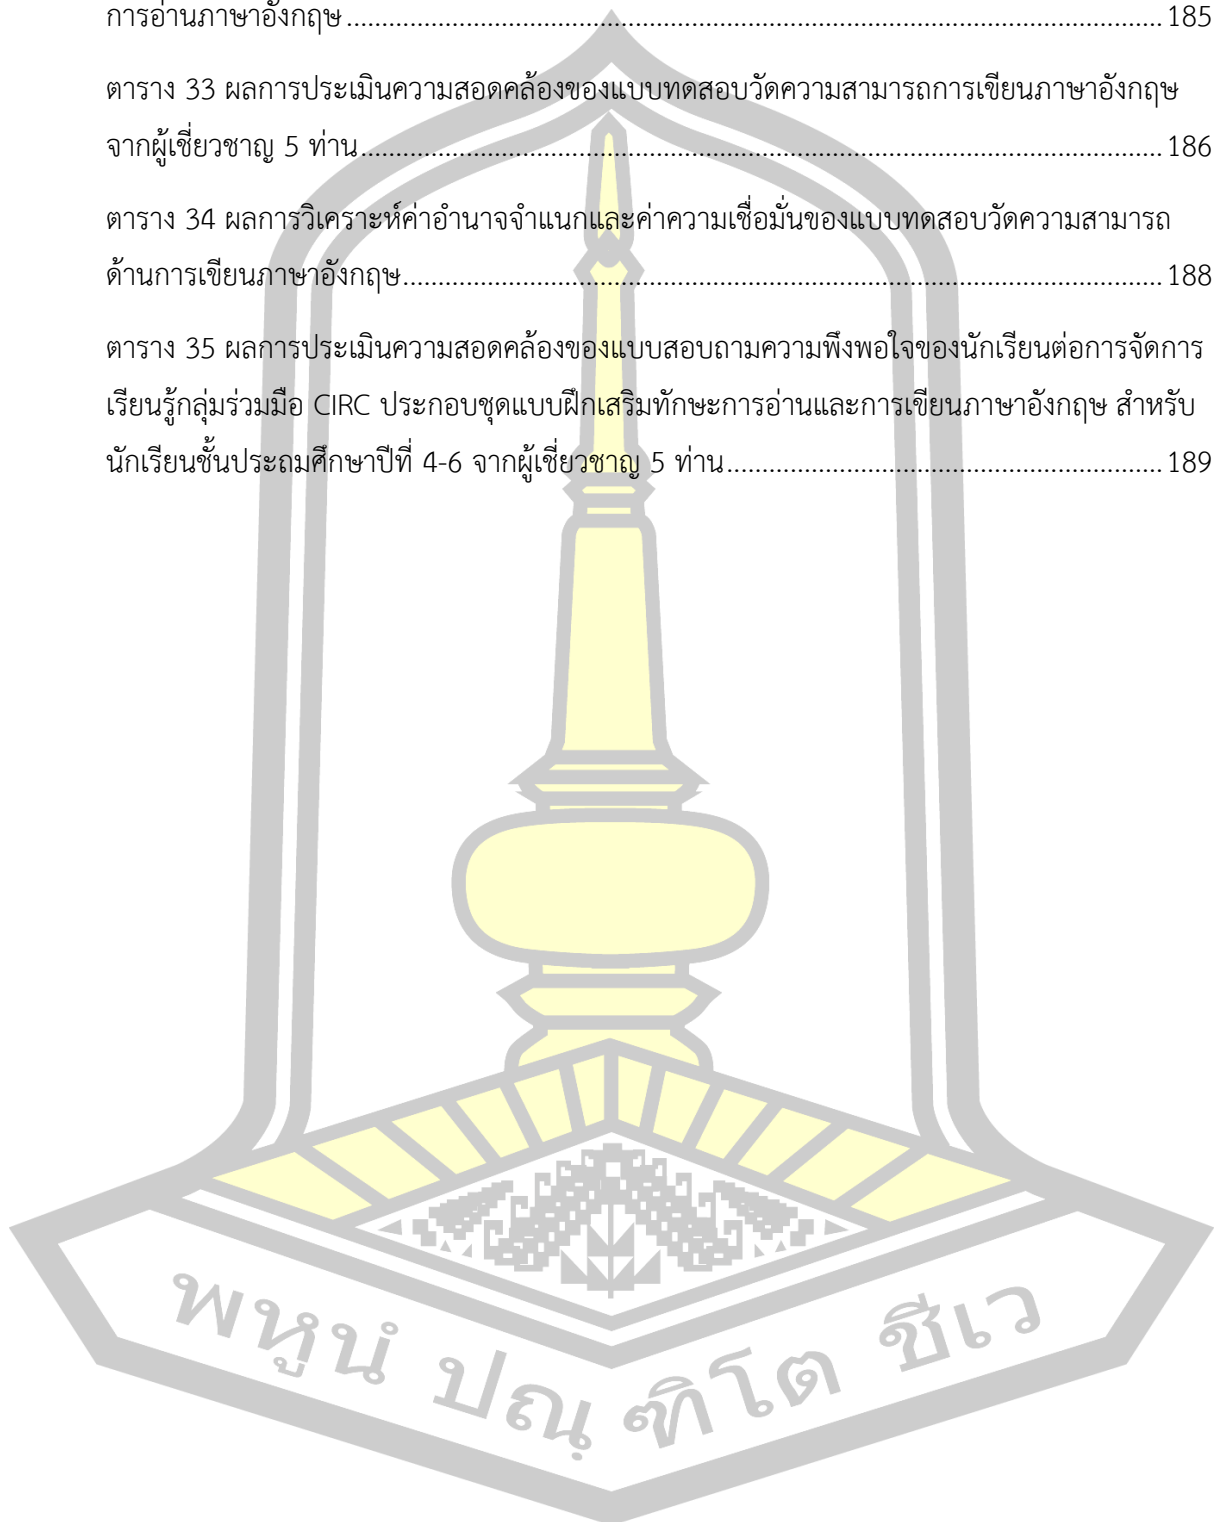 การอ่านภาษาอังกฤษ............................................................................................................ 185
ตาราง 33 ผลการประเมินความสอดคล้องของแบบทดสอบวัดความสามารถการเขียนภาษาอังกฤษ
จากผู้เชี่ยวชาญ 5 ท่าน............................................................................................................ 186
ตาราง 34 ผลการวิเคราะห์ค่าอำนาจจำแนกและค่าความเชื่อมั่นของแบบทดสอบวัดความสามารถ
ด้านการเขียนภาษาอังกฤษ..................................................................................................... 188
ตาราง 35 ผลการประเมินความสอดคล้องของแบบสอบถามความพึงพอใจของนักเรียนต่อการจัดการ
เรียนรู้กลุ่มร่วมมือ CIRC ประกอบชุดแบบฝึกเสริมทักษะการอ่านและการเขียนภาษาอังกฤษ สำหรับ
นักเรียนชั้นประถมศึกษาปีที่ 4-6 จากผู้เชี่ยวชาญ 5 ท่าน.......................................................... 189
พหูนํ ปณฺฑิโต ชีเว